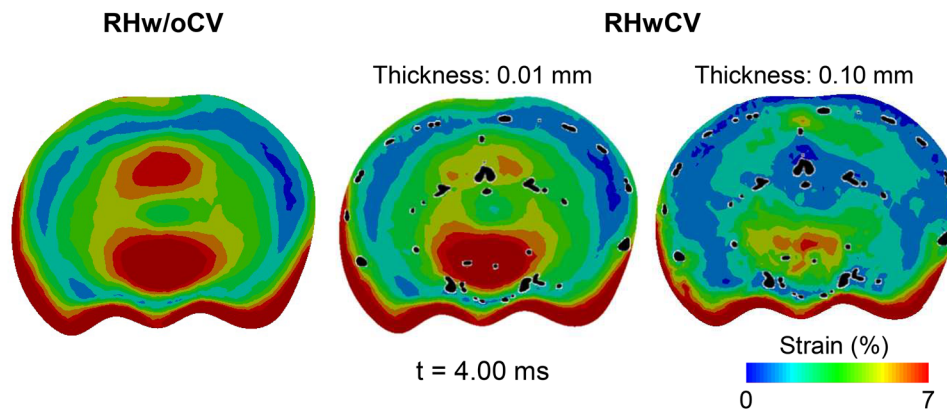 RHw/oCV
RHwCV
Thickness: 0.01 mm
Thickness: 0.10 mm
t = 4.00 ms
Strain (%)
0
7